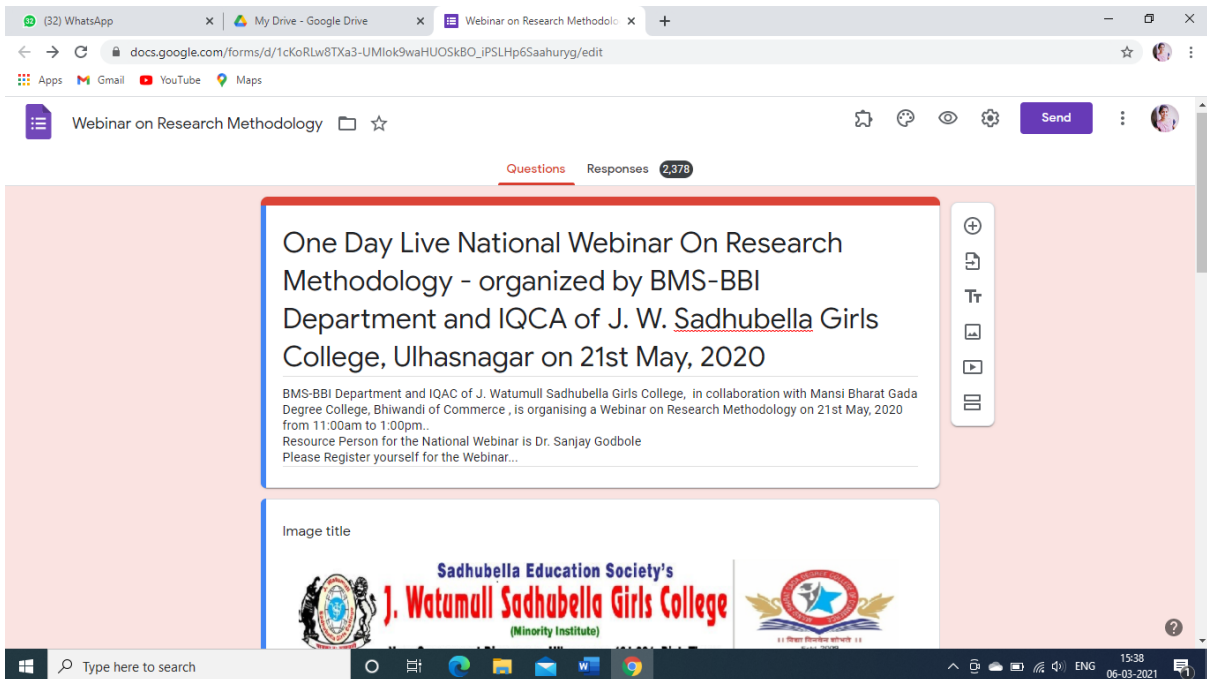 (32) WhatsApp
My Drive - Google Drive
Webinar on Research Methodolo
docs.google.com/forms/d/1cKoRLw8TXa3-UMIok9waHUOSkBO_iPSLHp6Saahuryg/edit
Apps Gmail YouTube Maps
Webinar on Research Methodology
Send
Questions Responses 2,378
One Day Live National Webinar On Research
Methodology - organized by BMS-BBI
Department and IQCA of J. W. Sadhubella Girls
College, Ulhasnagar on 21st May, 2020
BMS-BBI Department and IQAC of J. Watumull Sadhubella Girls College, in collaboration with Mansi Bharat Gada
Degree College, Bhiwandi of Commerce , is organising a Webinar on Research Methodology on 21st May, 2020
from 11:00am to 1:00pm..
Resource Person for the National Webinar is Dr. Sanjay Godbole
Please Register yourself for the Webinar...
Image title
Sadhubella Education Society's
J. Watumull Sadhubella Girls College
(Minority Institute)
Type here to search
ENG
15:38
06-03-2021